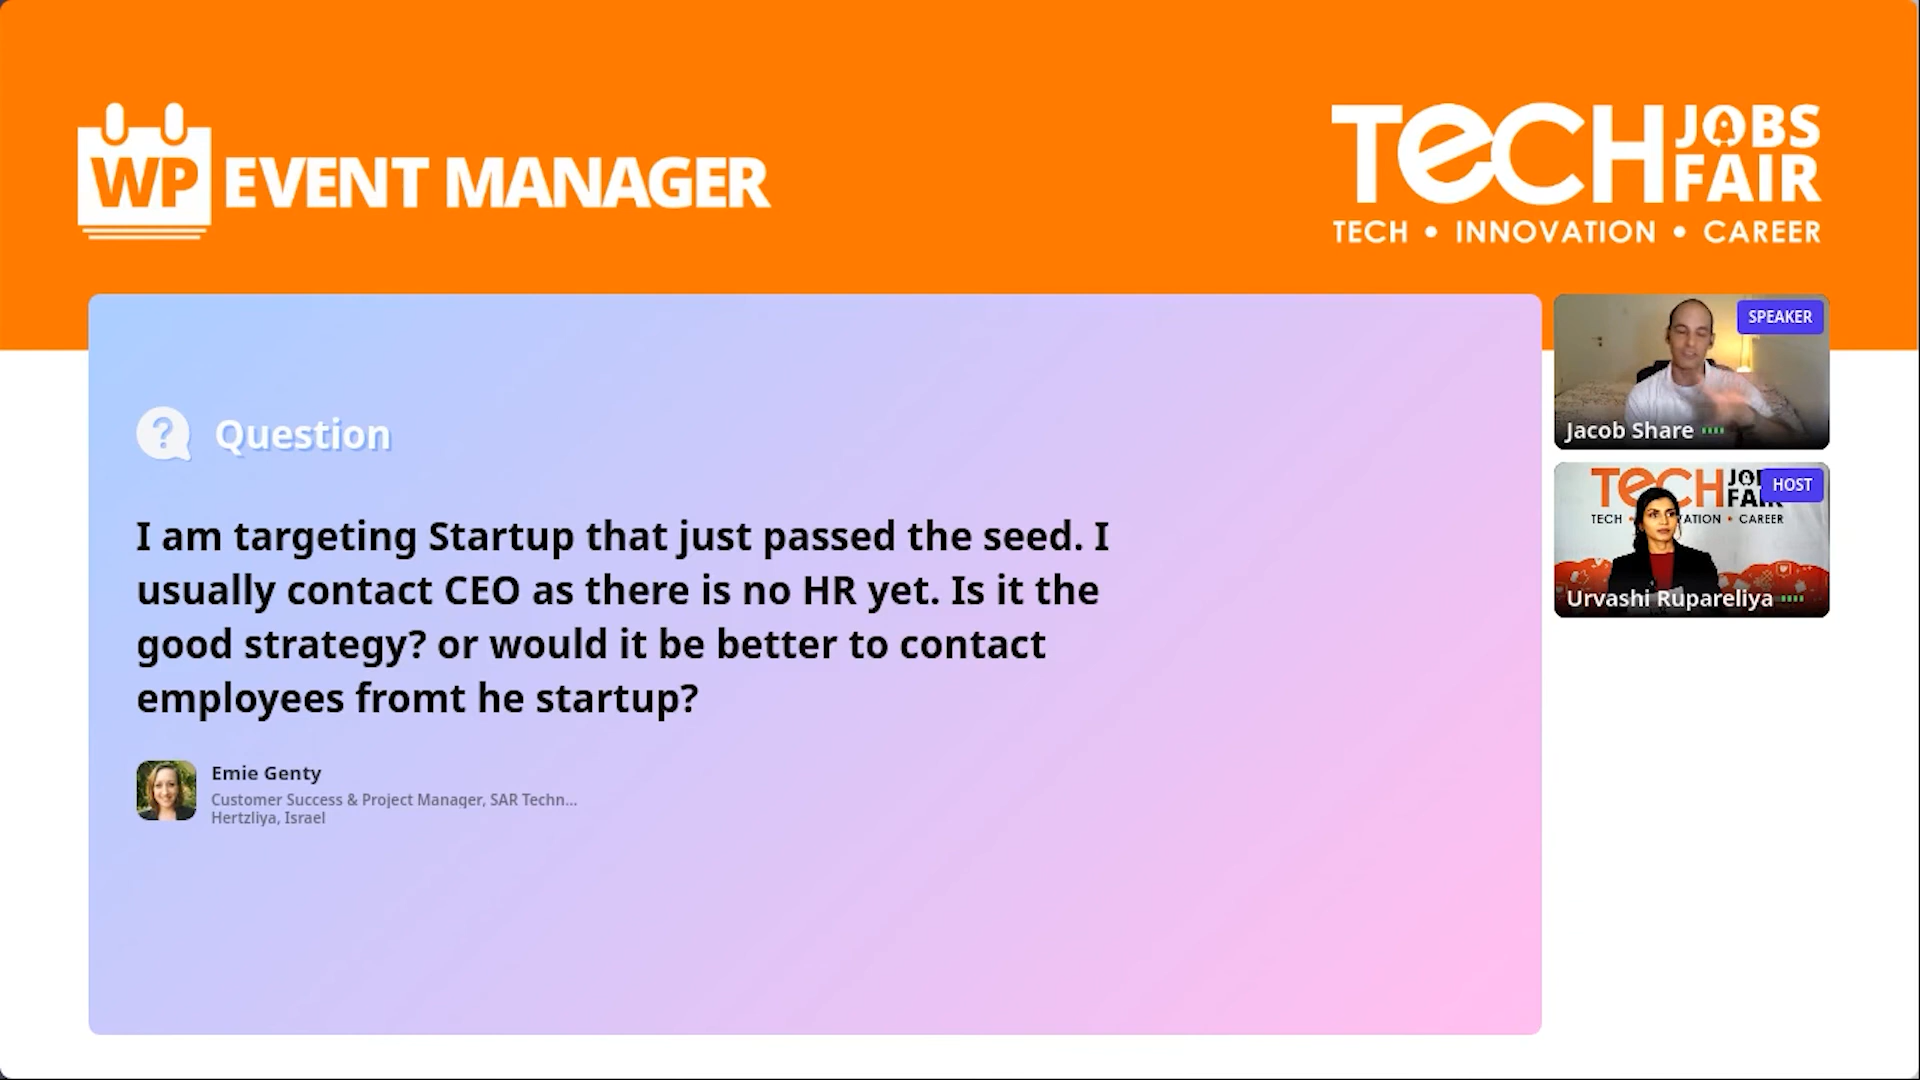 WP EVENT MANAGER
TECH JOBS FAIR
TECH • INNOVATION • CAREER
Question
I am targeting Startup that just passed the seed. I
usually contact CEO as there is no HR yet. Is it the
good strategy? or would it be better to contact
employees fromt he startup?
Emie Genty
Customer Success & Project Manager, SAR Techn...
Hertzliya, Israel
SPEAKER
Jacob Share
TECH
HOST
TECH • CAREER
Urvashi Rupareliya